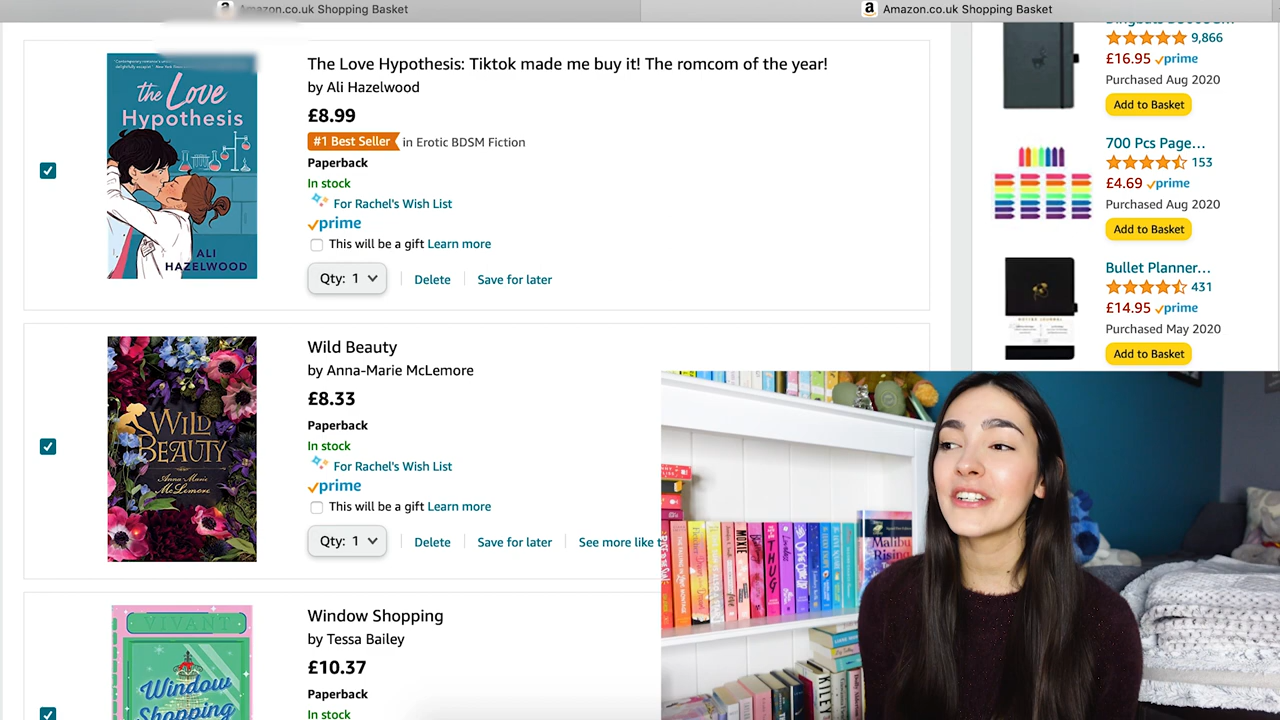 Amazon.co.uk Shopping Basket
Amazon.co.uk Shopping Basket
the Love
Hypothesis
ALI
HAZELWOOD
The Love Hypothesis: Tiktok made me buy it! The romcom of the year!
by Ali Hazelwood
£8.99
#1 Best Seller in Erotic BDSM Fiction
Paperback
In stock
For Rachel's Wish List
prime
This will be a gift Learn more
Qty: 1
Delete
Save for later
WILD
BEAUTY
Anna-Marie
McLemore
Wild Beauty
by Anna-Marie McLemore
£8.33
Paperback
In stock
For Rachel's Wish List
prime
This will be a gift Learn more
Qty: 1
Delete
Save for later
See more like
VIVANT
Window
Shopping
Window Shopping
by Tessa Bailey
£10.37
Paperback
In stock
9,866
£16.95 prime
Purchased Aug 2020
Add to Basket
700 Pcs Page...
153
£4.69 prime
Purchased Aug 2020
Add to Basket
Bullet Planner...
431
£14.95 prime
Purchased May 2020
Add to Basket
HUG
Malibu
Rising